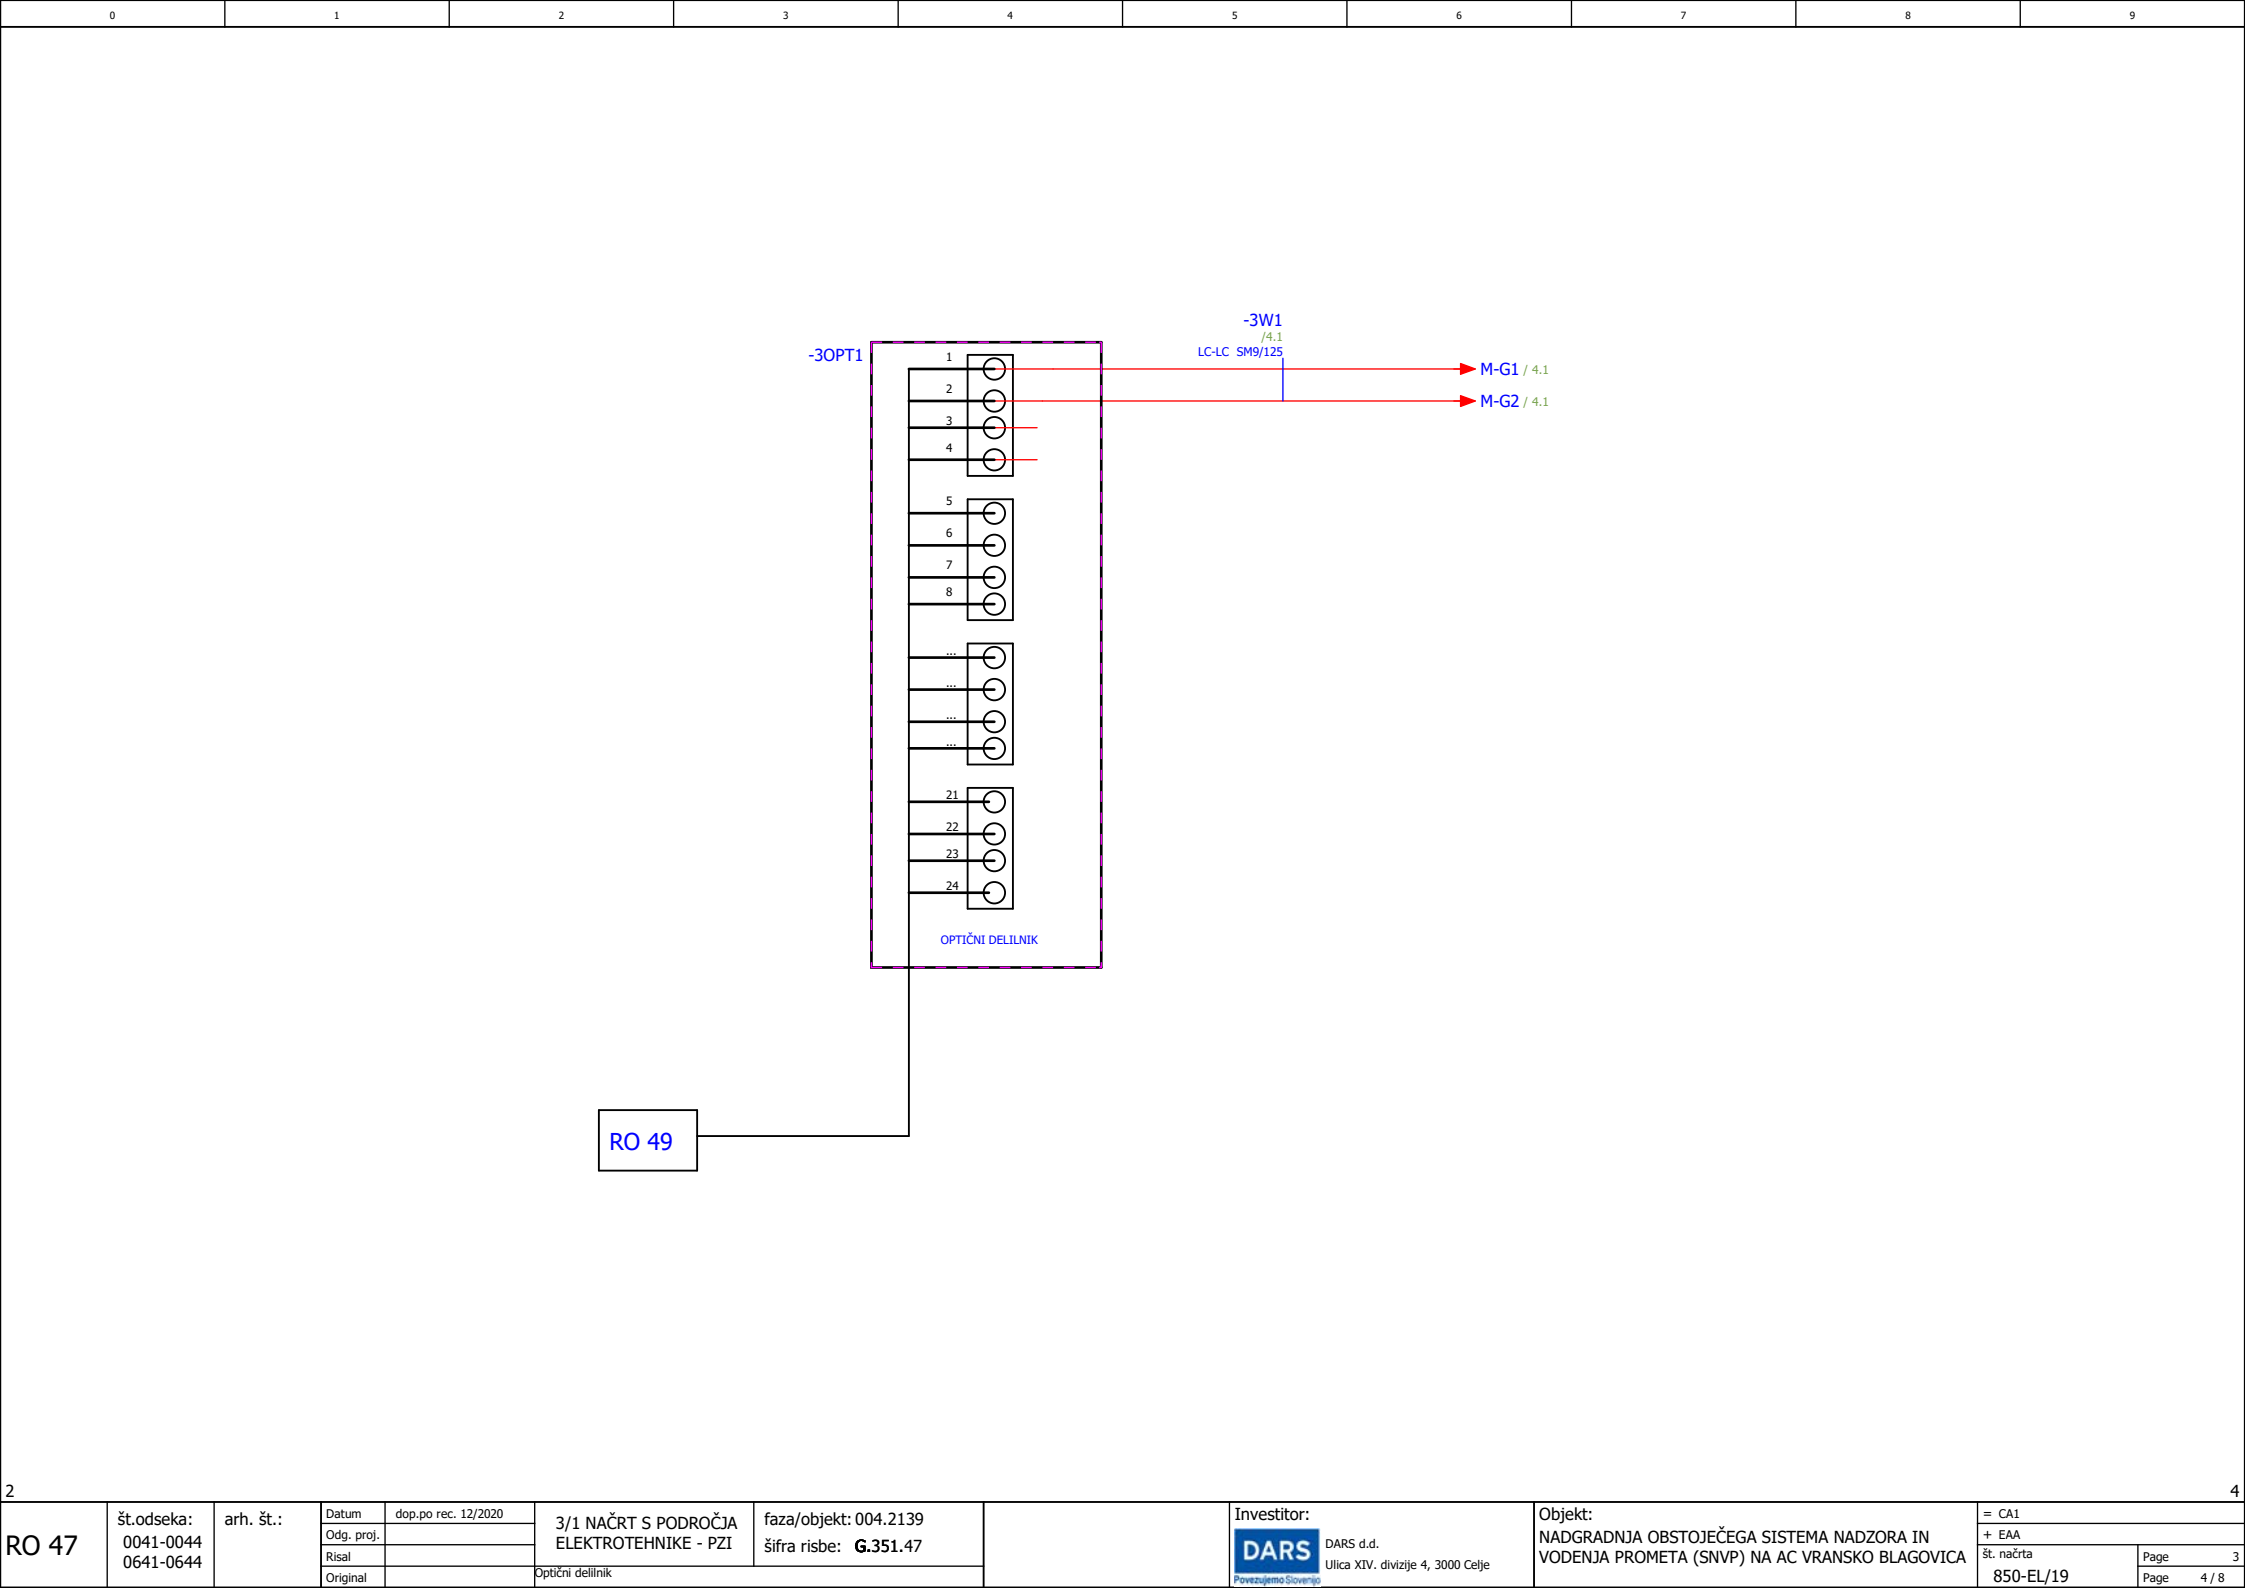 0 1 2 3 4 5 6 7 8 9
-3W1
/4.1
LC-LC SM9/125
-3OPT1
1
M-G1 / 4.1
2
M-G2 / 4.1
3
4
5
6
7
8
...
...
...
...
21
22
23
24
OPTIČNI DELILNIK
RO 49
2
4
RO 47
št.odseka:
0041-0044
0641-0644
arh. št.:
Datum dop.po rec. 12/2020
Odg. proj.
Risal
Original
3/1 NAČRT S PODROČJA
ELEKTROTEHNIKE - PZI
Optični delilnik
faza/objekt: 004.2139
šifra risbe: G.351.47
Investitor:
DARS
Povezujemo Slovenijo
DARS d.d.
Ulica XIV. divizije 4, 3000 Celje
Objekt:
NADGRADNJA OBSTOJEČEGA SISTEMA NADZORA IN
VODENJA PROMETA (SNVP) NA AC VRANSKO BLAGOVICA
= CA1
+ EAA
št. načrta
850-EL/19
Page 3
Page 4 / 8